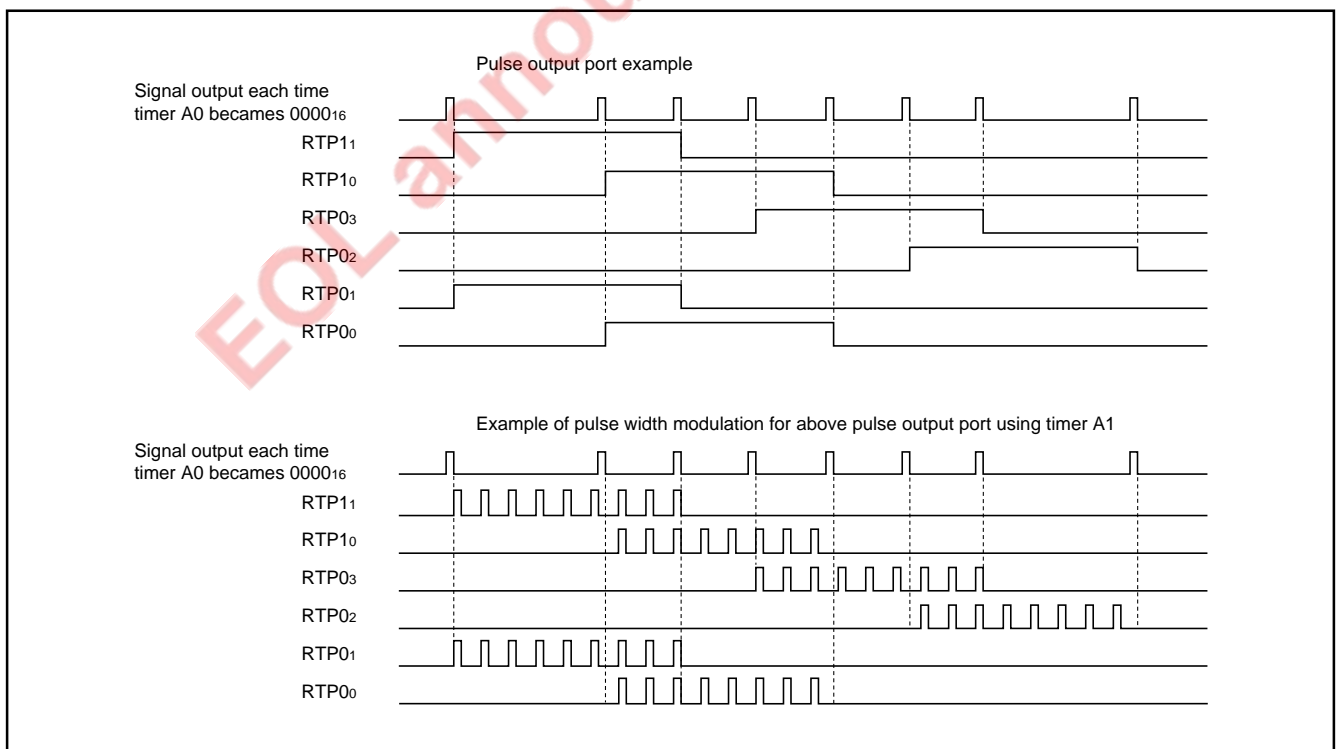 EOL annou
Pulse output port example
Signal output each time
timer A0 becames 0000₁₆
RTP1₁
RTP1₀
RTP0₃
RTP0₂
RTP0₁
RTP0₀
Example of pulse width modulation for above pulse output port using timer A1
Signal output each time
timer A0 becames 0000₁₆
RTP1₁
RTP1₀
RTP0₃
RTP0₂
RTP0₁
RTP0₀